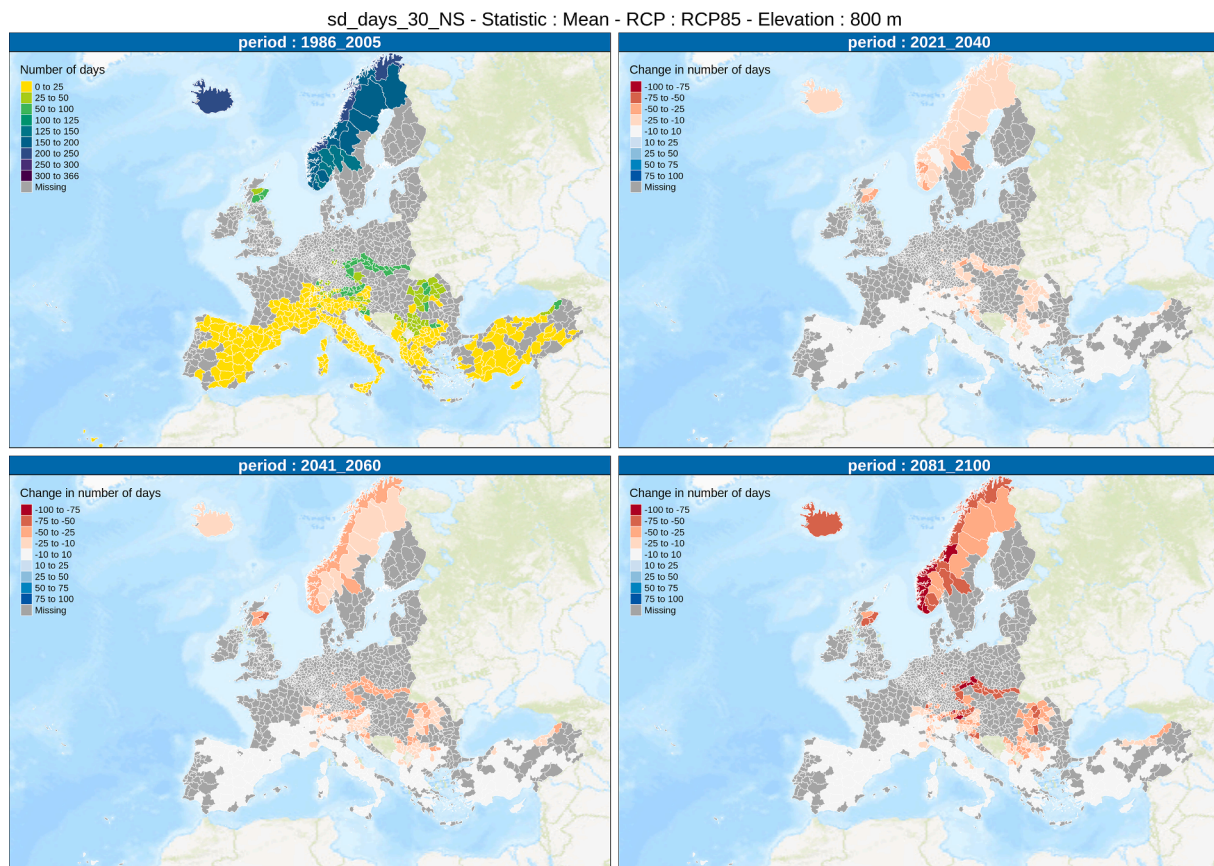 sd_days_30_NS - Statistic : Mean - RCP : RCP85 - Elevation : 800 m
period : 1986_2005
Number of days
0 to 25
25 to 50
50 to 100
100 to 125
125 to 150
150 to 200
200 to 250
250 to 300
300 to 366
Missing
period : 2021_2040
Change in number of days
-100 to -75
-75 to -50
-50 to -25
-25 to -10
-10 to 10
10 to 25
25 to 50
50 to 75
75 to 100
Missing
period : 2041_2060
Change in number of days
-100 to -75
-75 to -50
-50 to -25
-25 to -10
-10 to 10
10 to 25
25 to 50
50 to 75
75 to 100
Missing
period : 2081_2100
Change in number of days
-100 to -75
-75 to -50
-50 to -25
-25 to -10
-10 to 10
10 to 25
25 to 50
50 to 75
75 to 100
Missing